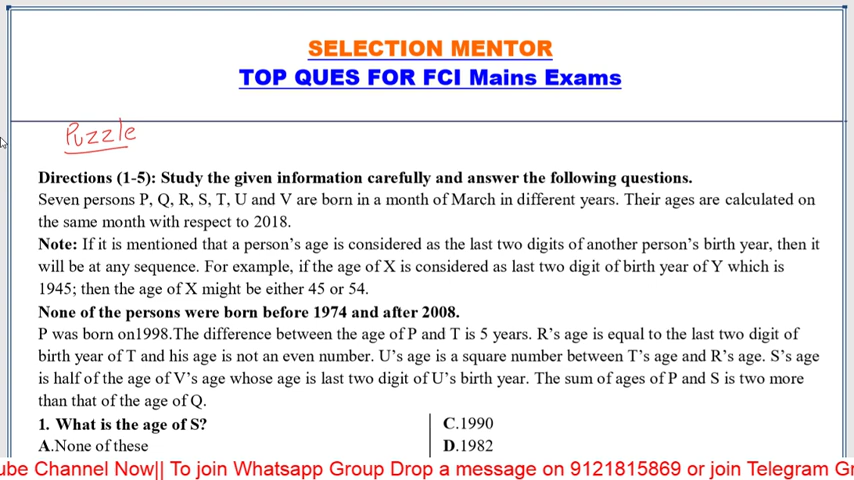 SELECTION MENTOR
TOP QUES FOR FCI Mains Exams
Puzzle
Directions (1-5): Study the given information carefully and answer the following questions.
Seven persons P, Q, R, S, T, U and V are born in a month of March in different years. Their ages are calculated on
the same month with respect to 2018.
Note: If it is mentioned that a person's age is considered as the last two digits of another person's birth year, then it
will be at any sequence. For example, if the age of X is considered as last two digit of birth year of Y which is
1945; then the age of X might be either 45 or 54.
None of the persons were born before 1974 and after 2008.
P was born on1998.The difference between the age of P and T is 5 years. R's age is equal to the last two digit of
birth year of T and his age is not an even number. U's age is a square number between T's age and R's age. S's age
is half of the age of V's age whose age is last two digit of U's birth year. The sum of ages of P and S is two more
than that of the age of Q.
1. What is the age of S?
A.None of these
C.1990
D.1982
ube Channel Now|| To join Whatsapp Group Drop a message on 9121815869 or join Telegram Gr